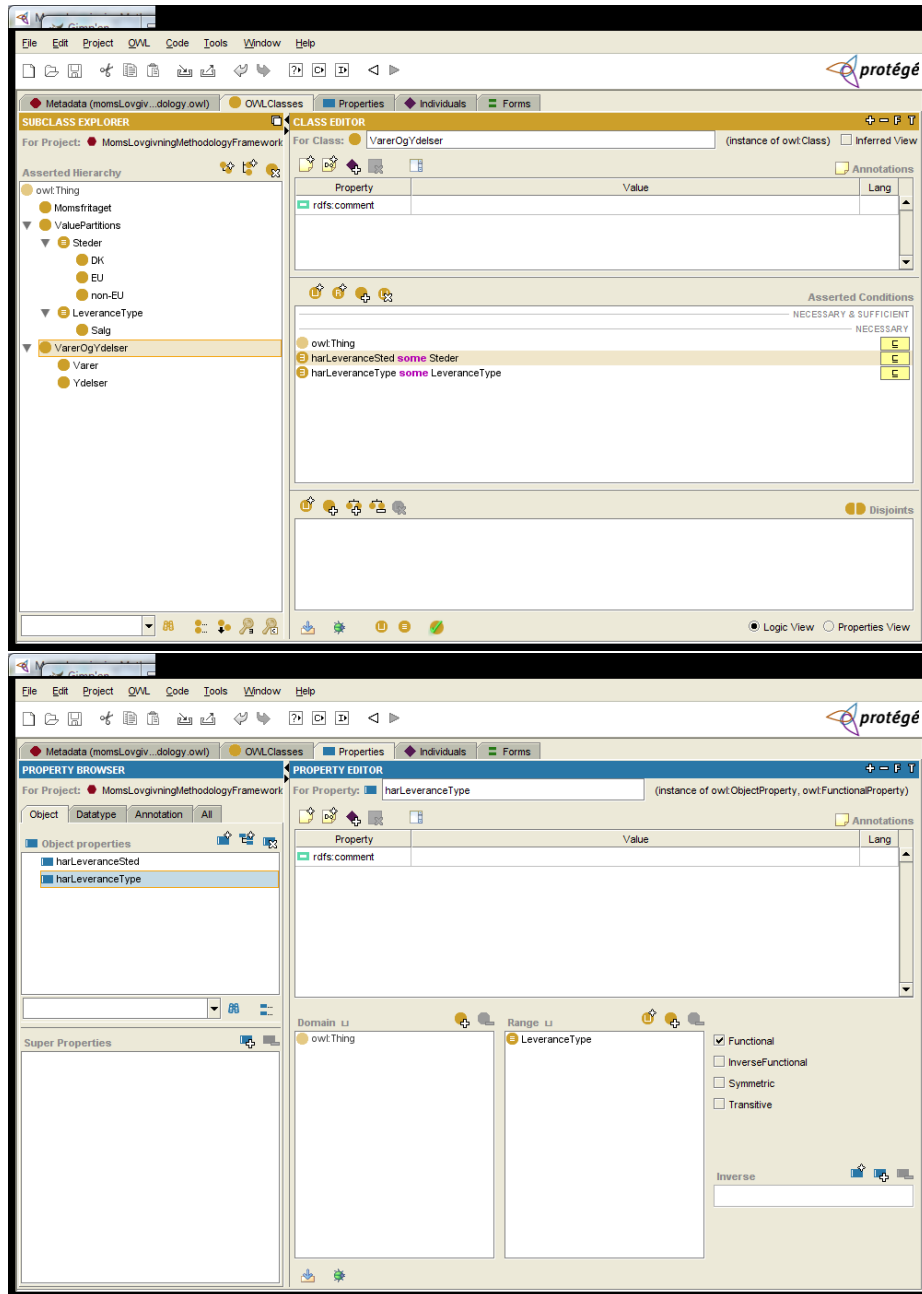 File Edit Project OWL Code Tools Window Help
protégé
Metadata (momsLovgiv...dology.owl) OWLClasses Properties Individuals Forms
SUBCLASS EXPLORER
For Project: MomsLovgivningMethodologyFramework
Asserted Hierarchy
owl:Thing
Momsfritaget
ValuePartitions
Steder
DK
EU
non-EU
LeveranceType
Salg
VarerOgYdelser
Varer
Ydelser
CLASS EDITOR
For Class: VarerOgYdelser (instance of owl:Class) Inferred View
Annotations
Property Value Lang
rdfs:comment
Asserted Conditions
NECESSARY & SUFFICIENT
NECESSARY
owl:Thing
harLeveranceSted some Steder
harLeveranceType some LeveranceType
Disjoints
Logic View Properties View
File Edit Project OWL Code Tools Window Help
protégé
Metadata (momsLovgiv...dology.owl) OWLClasses Properties Individuals Forms
PROPERTY BROWSER
For Project: MomsLovgivningMethodologyFramework
Object Datatype Annotation All
Object properties
harLeveranceSted
harLeveranceType
Super Properties
PROPERTY EDITOR
For Property: harLeveranceType (instance of owl:ObjectProperty, owl:FunctionalProperty)
Annotations
Property Value Lang
rdfs:comment
Domain
owl:Thing
Range
LeveranceType
Functional
InverseFunctional
Symmetric
Transitive
Inverse